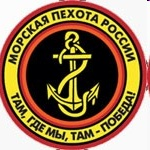 МОРСКАЯ ПЕХОТА РОССИИ
ТАМ, ГДЕ МЫ, ТАМ - ПОБЕДА!